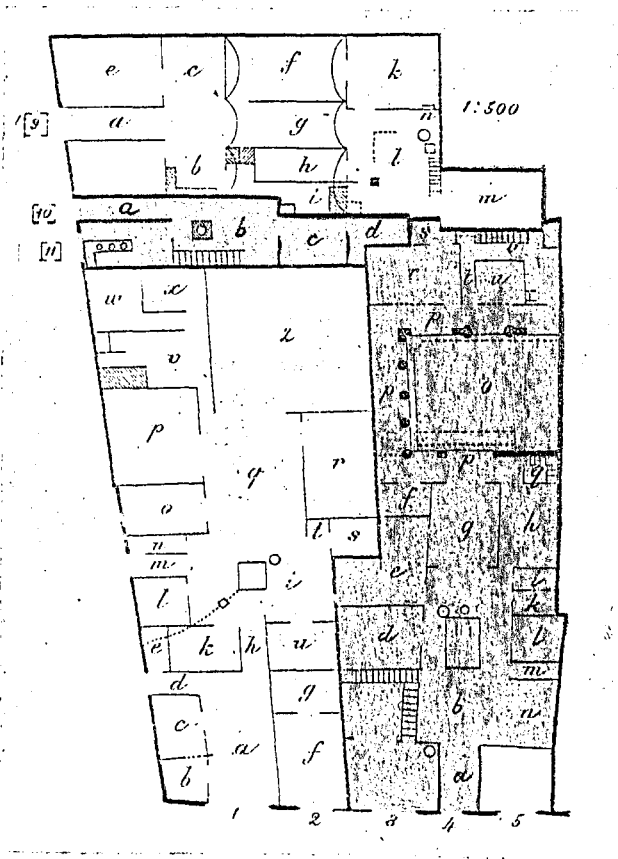 e c f k
1:500
[9] a g n
b h l
i m
[10] a
[11] b c d s
w x r t u
z p
v
p p o
q r p q
o f g h
l s
n e i
m i k
l d l
e k h u m
d g b n
c a
b f a
1 2 3 4 5